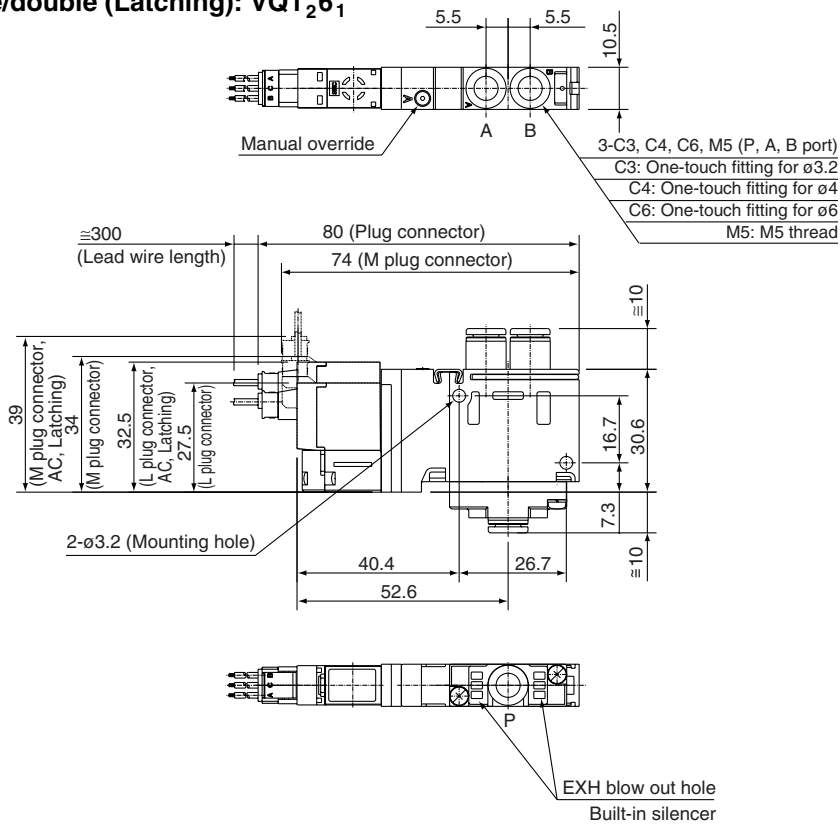 e/double (Latching): VQ1₂6₁
5.5
5.5
10.5
A C B
A
B
Manual override
A
B
3-C3, C4, C6, M5 (P, A, B port)
C3: One-touch fitting for ø3.2
C4: One-touch fitting for ø4
C6: One-touch fitting for ø6
M5: M5 thread
≅300
(Lead wire length)
80 (Plug connector)
74 (M plug connector)
≅10
39
(M plug connector,
AC, Latching)
34
(M plug connector)
32.5
(L plug connector,
AC, Latching)
27.5
(L plug connector)
16.7
30.6
7.3
≅10
2-ø3.2 (Mounting hole)
40.4
26.7
52.6
B C A
P
EXH blow out hole
Built-in silencer